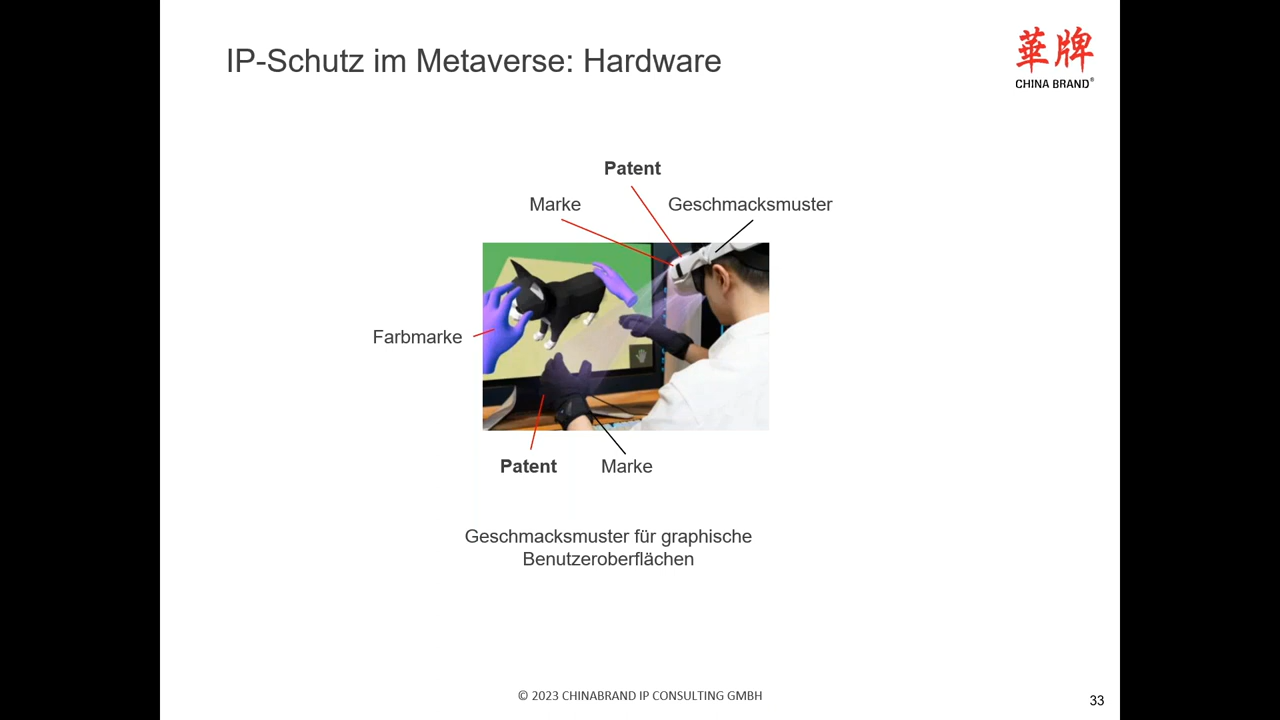 IP-Schutz im Metaverse: Hardware
華牌
CHINA BRAND®
Patent
Marke
Geschmacksmuster
Farbmarke
Patent
Marke
Geschmacksmuster für graphische
Benutzeroberflächen
© 2023 CHINABRAND IP CONSULTING GMBH
33